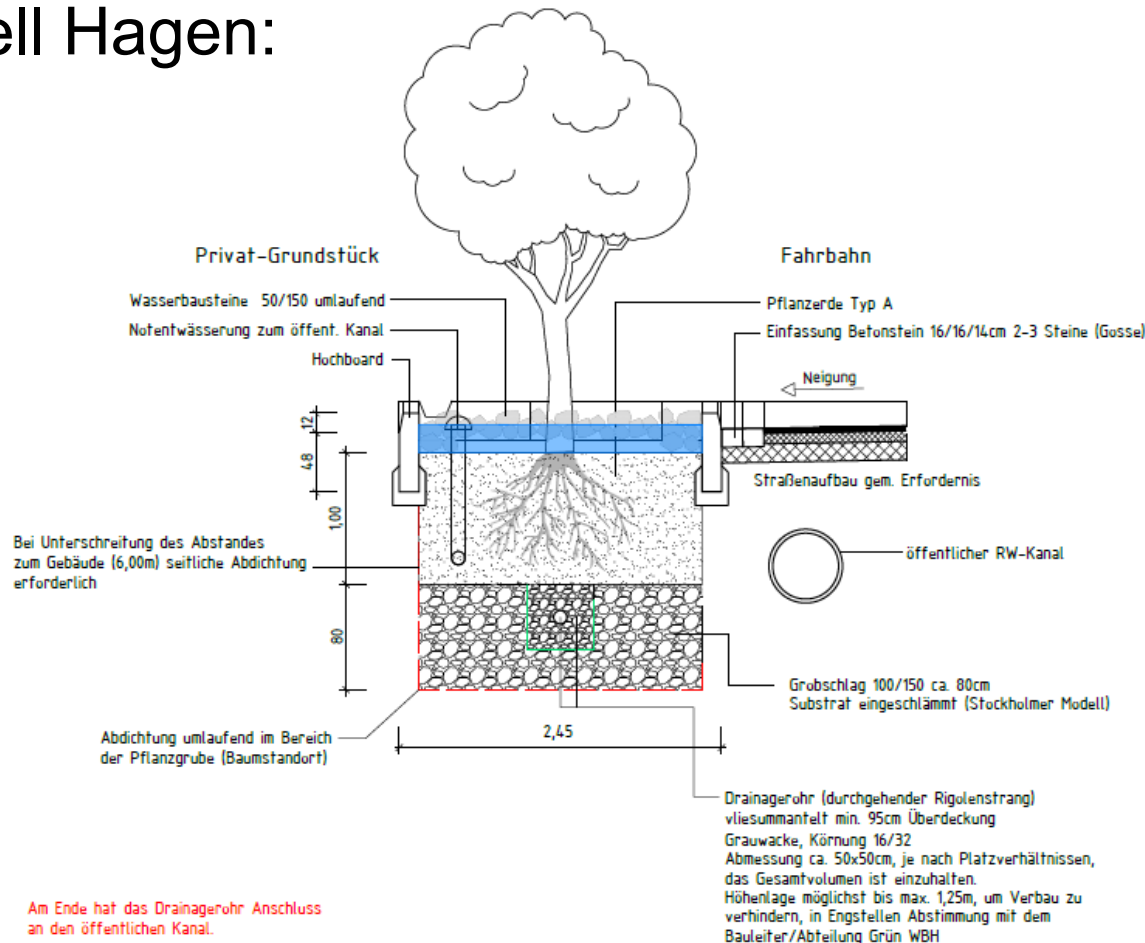 ell Hagen:
Privat-Grundstück
Fahrbahn
Wasserbausteine 50/150 umlaufend
Notentwässerung zum öffent. Kanal
Hochboard
Pflanzerde Typ A
Einfassung Betonstein 16/16/14cm 2-3 Steine (Gosse)
Neigung
12
48
1,00
80
Straßenaufbau gem. Erfordernis
Bei Unterschreitung des Abstandes
zum Gebäude (6,00m) seitliche Abdichtung
erforderlich
öffentlicher RW-Kanal
Grobschlag 100/150 ca. 80cm
Substrat eingeschlämmt (Stockholmer Modell)
2,45
Abdichtung umlaufend im Bereich
der Pflanzgrube (Baumstandort)
Drainagerohr (durchgehender Rigolenstrang)
vliesummantelt min. 95cm Überdeckung
Grauwacke, Körnung 16/32
Abmessung ca. 50x50cm, je nach Platzverhältnissen,
das Gesamtvolumen ist einzuhalten.
Höhenlage möglichst bis max. 1,25m, um Verbau zu
verhindern, in Engstellen Abstimmung mit dem
Bauleiter/Abteilung Grün WBH
Am Ende hat das Drainagerohr Anschluss
an den öffentlichen Kanal.